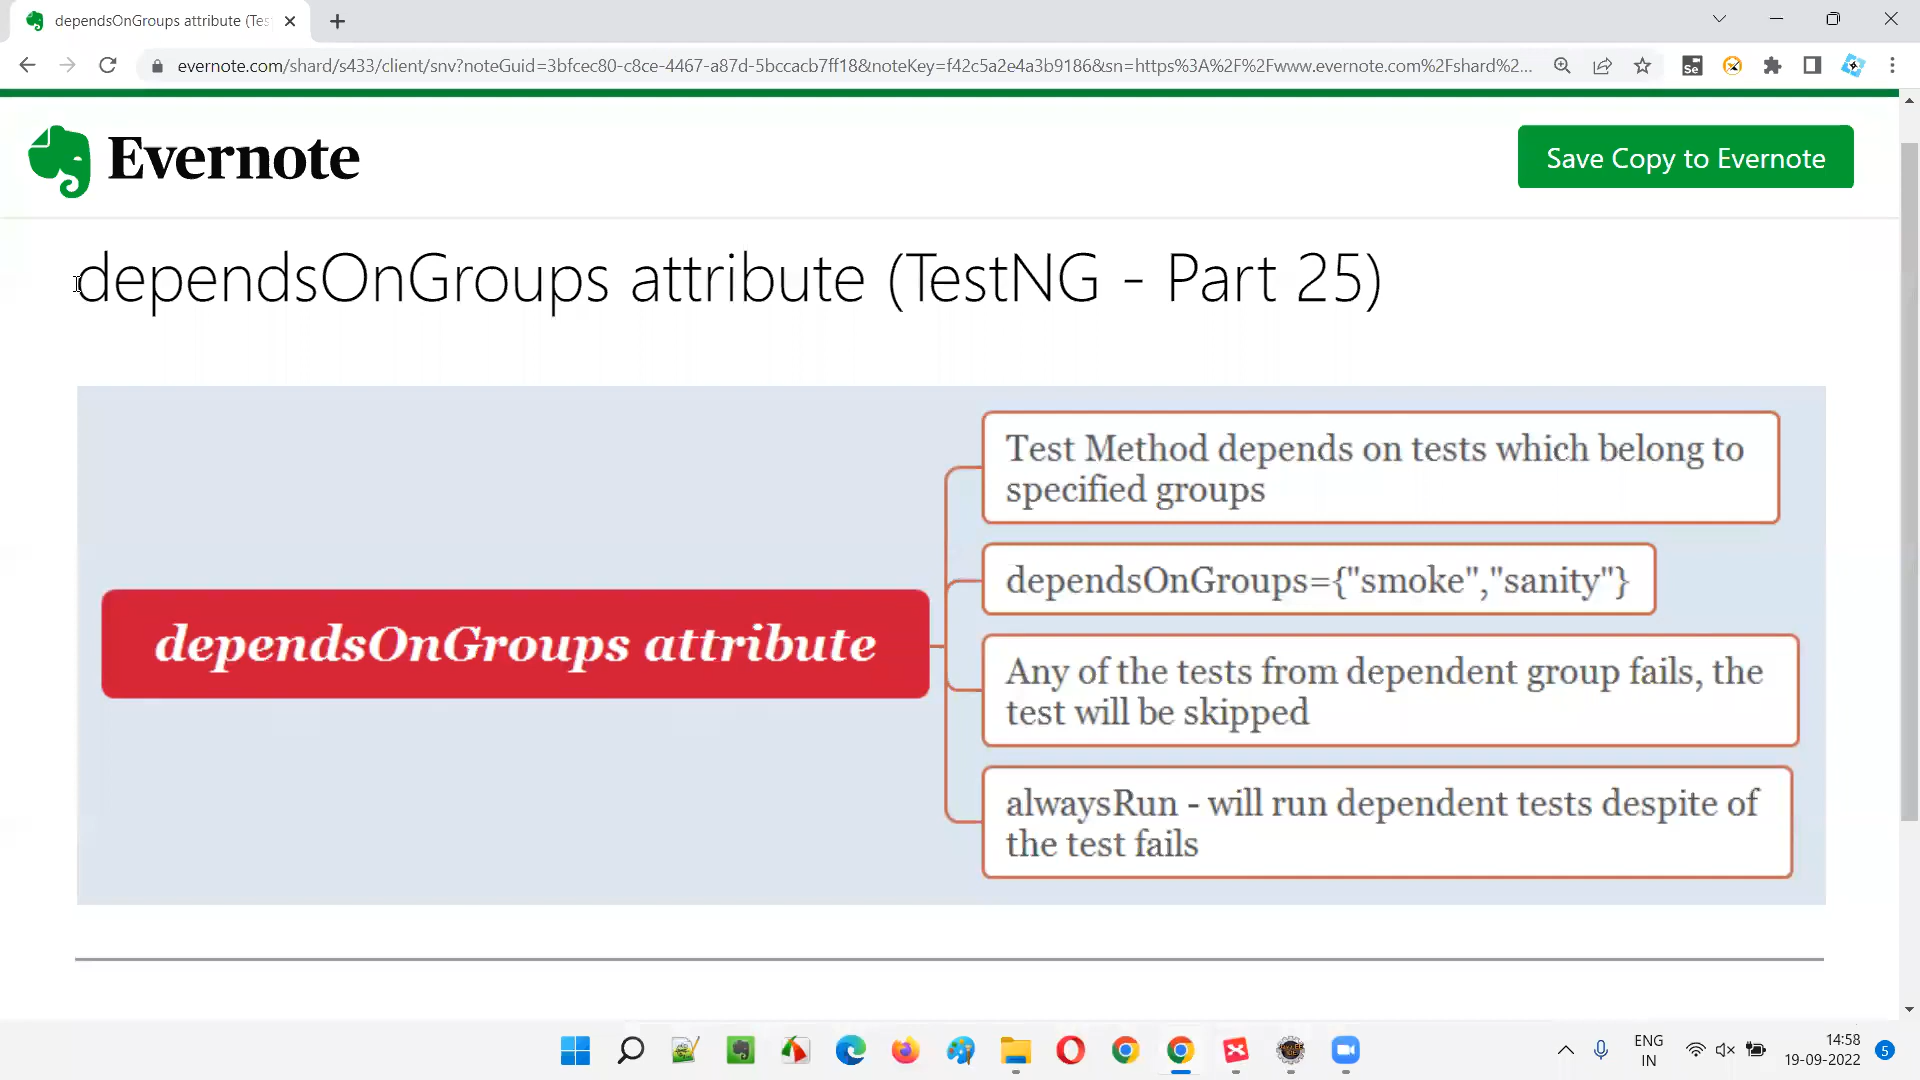 dependsOnGroups attribute (Tes
evernote.com/shard/s433/client/snv?noteGuid=3bfcec80-c8ce-4467-a87d-5bccacb7ff18&noteKey=f42c5a2e4a3b9186&sn=https%3A%2F%2Fwww.evernote.com%2Fshard%2...
Se
Evernote
Save Copy to Evernote
dependsOnGroups attribute (TestNG - Part 25)
Test Method depends on tests which belong to
specified groups
dependsOnGroups={"smoke","sanity"}
dependsOnGroups attribute
Any of the tests from dependent group fails, the
test will be skipped
alwaysRun - will run dependent tests despite of
the test fails
ENG
IN
14:58
19-09-2022
5